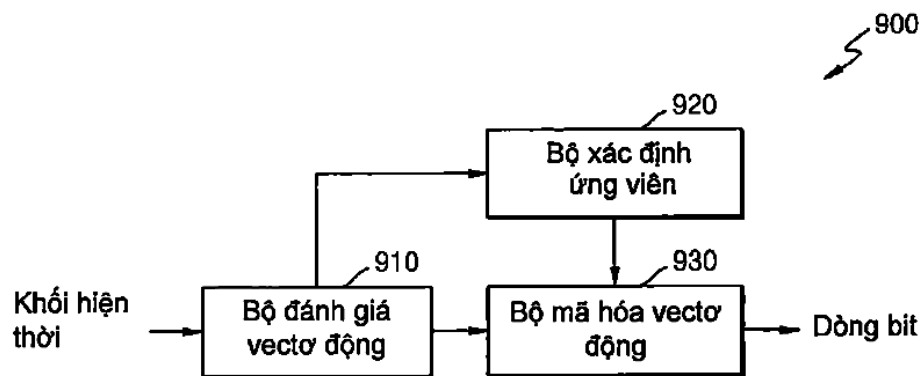 900
920
Bộ xác định
ứng viên
910
930
Khối hiện
thời
Bộ đánh giá
vectơ động
Bộ mã hóa vectơ
động
Dòng bit